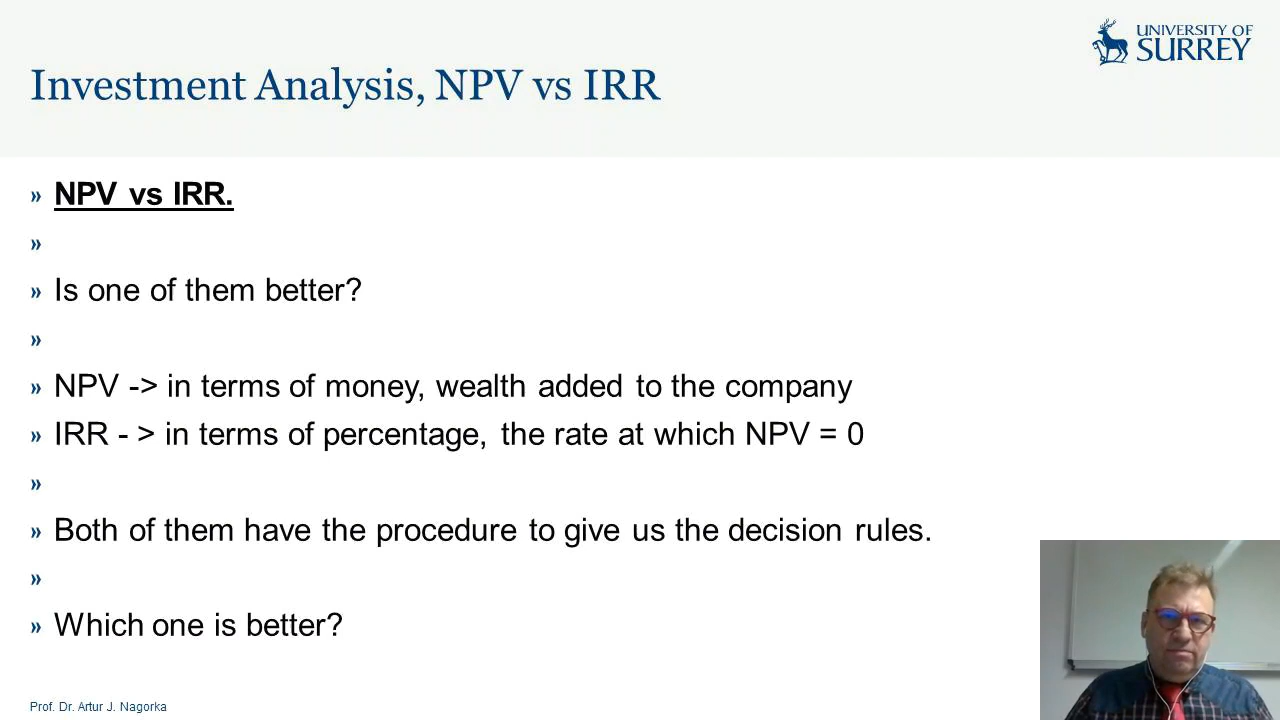 UNIVERSITY OF
SURREY
Investment Analysis, NPV vs IRR
» NPV vs IRR.
»
» Is one of them better?
»
» NPV -> in terms of money, wealth added to the company
» IRR - > in terms of percentage, the rate at which NPV = 0
»
» Both of them have the procedure to give us the decision rules.
»
» Which one is better?
Prof. Dr. Artur J. Nagorka